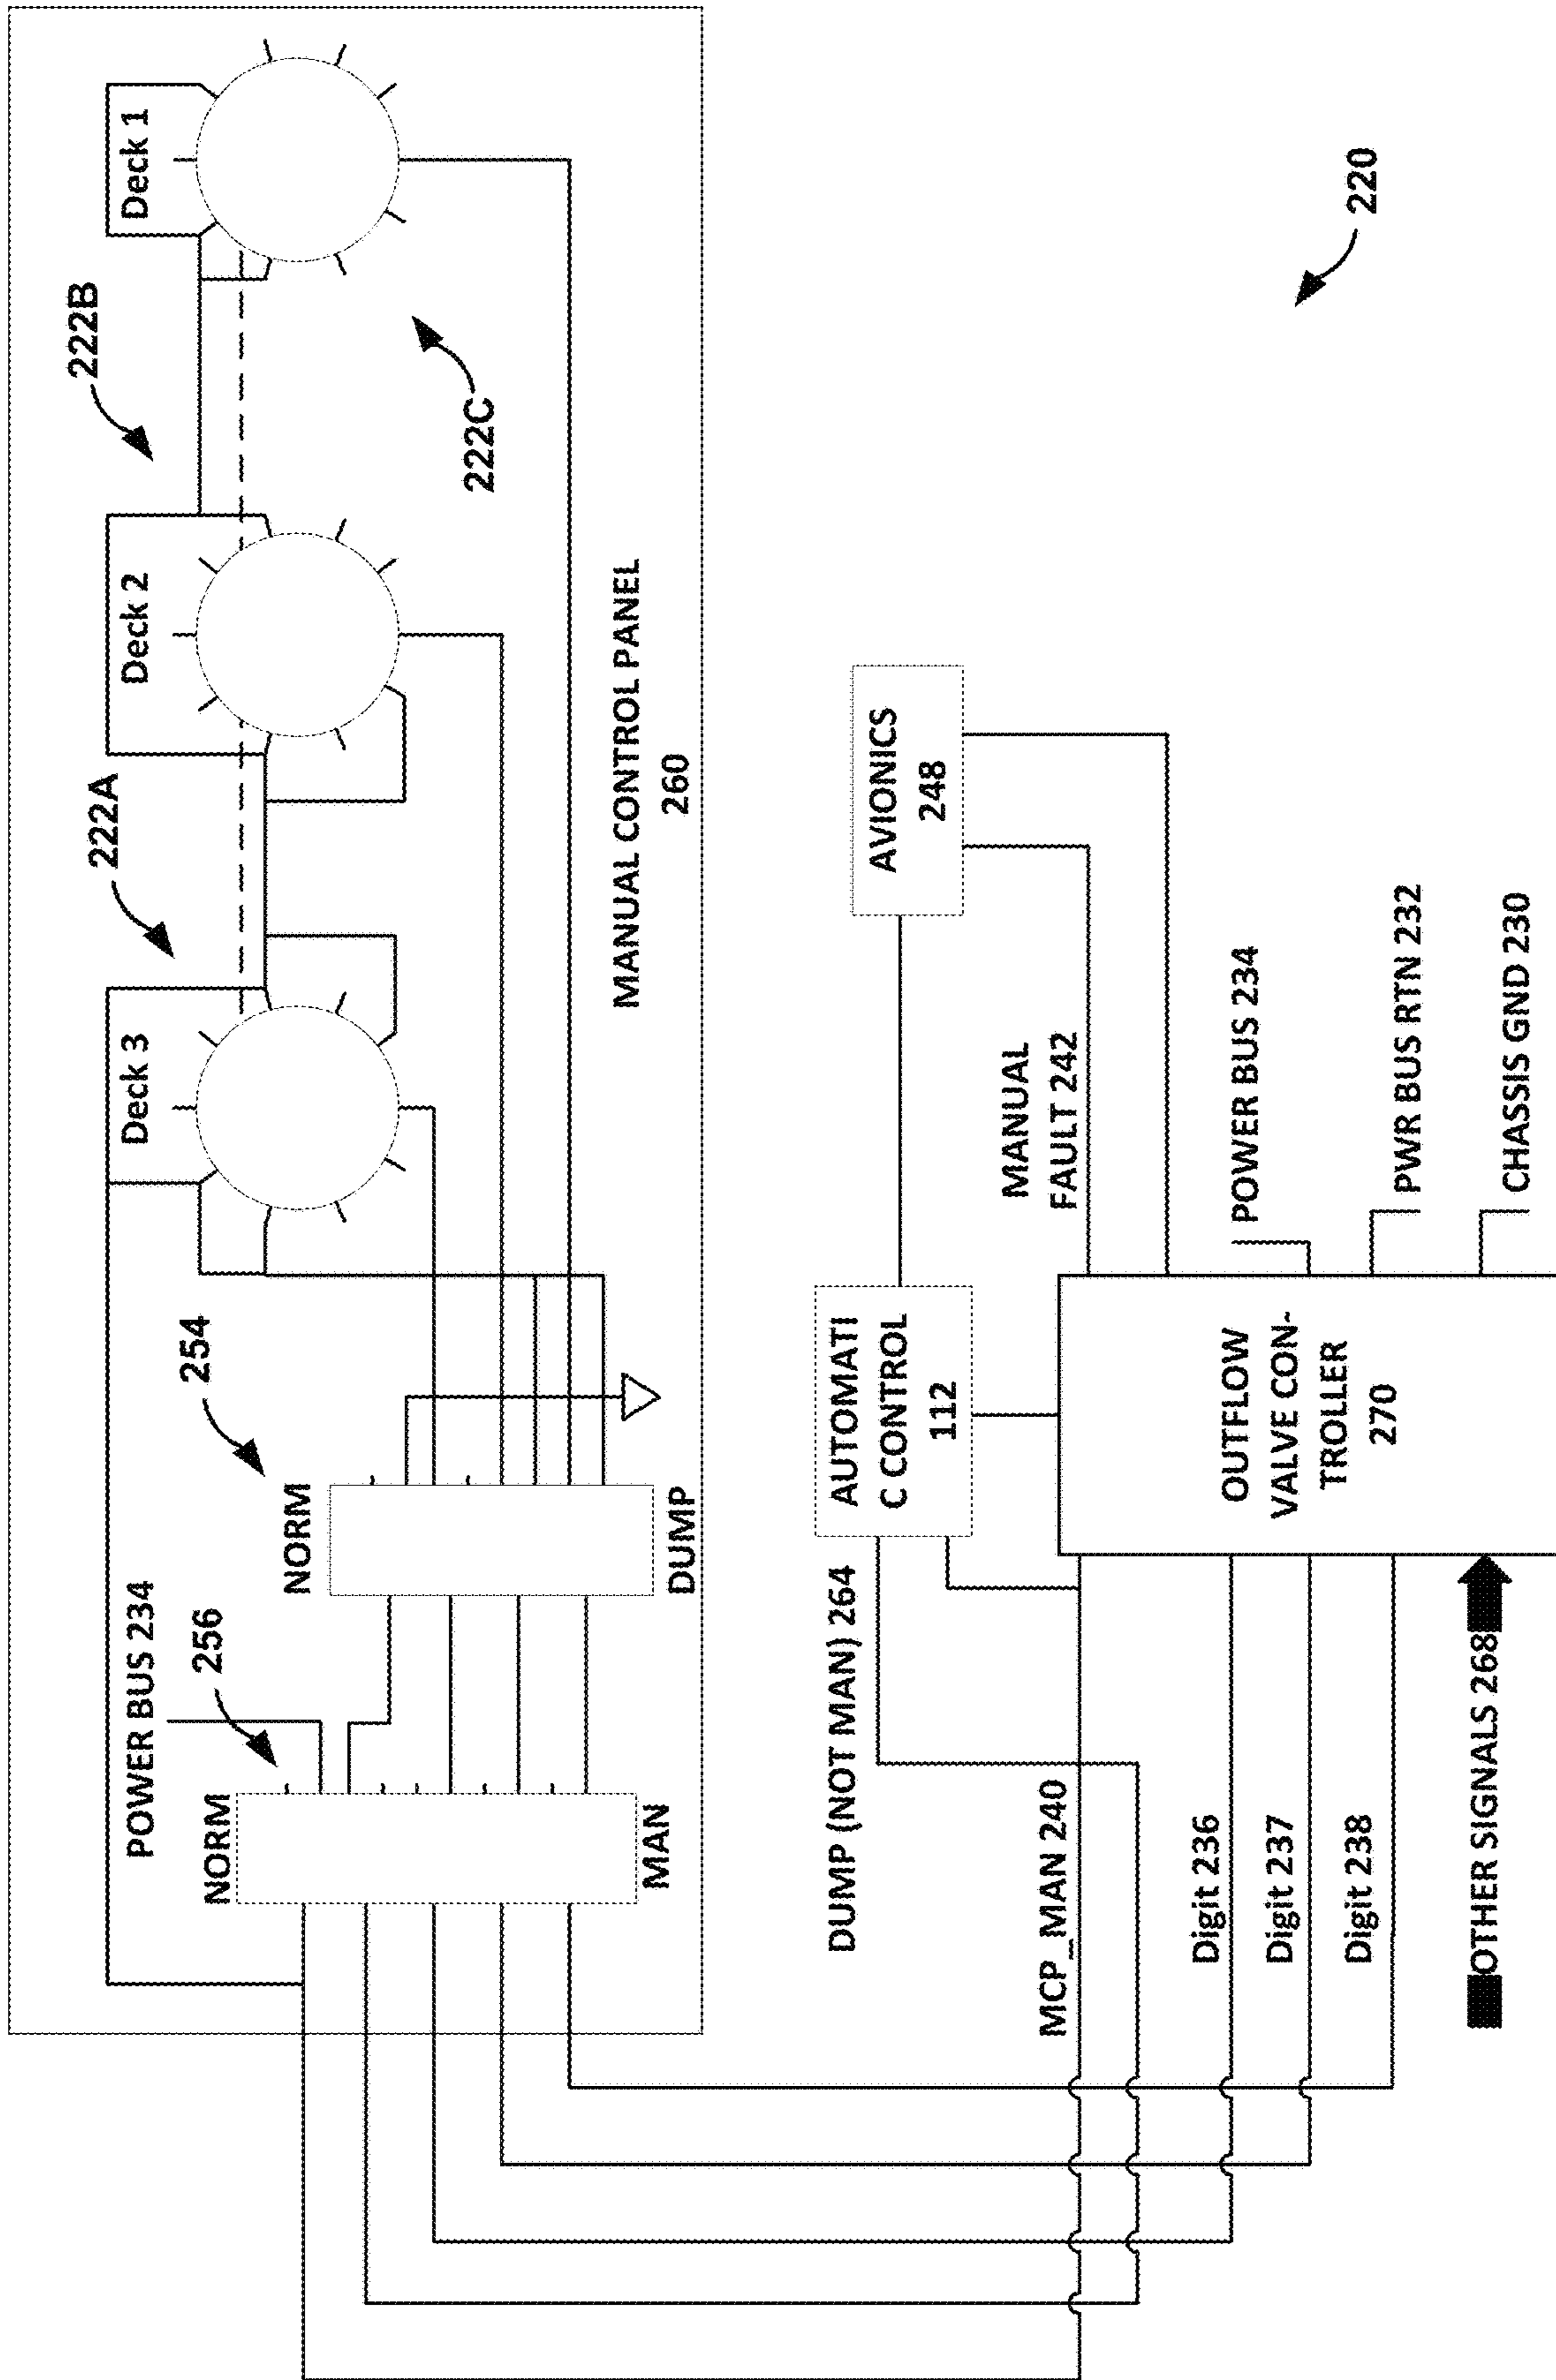 222B
222A
Deck 3
Deck 2
Deck 1
222C
POWER BUS 234
256
254
NORM
NORM
MAN
DUMP
MANUAL CONTROL PANEL
260
DUMP (NOT MAN) 264
AUTOMATI
C CONTROL
112
AVIONICS
248
MCP_MAN 240
MANUAL
FAULT 242
Digit 236
Digit 237
Digit 238
OTHER SIGNALS 268
OUTFLOW
VALVE CON-
TROLLER
270
POWER BUS 234
PWR BUS RTN 232
CHASSIS GND 230
220